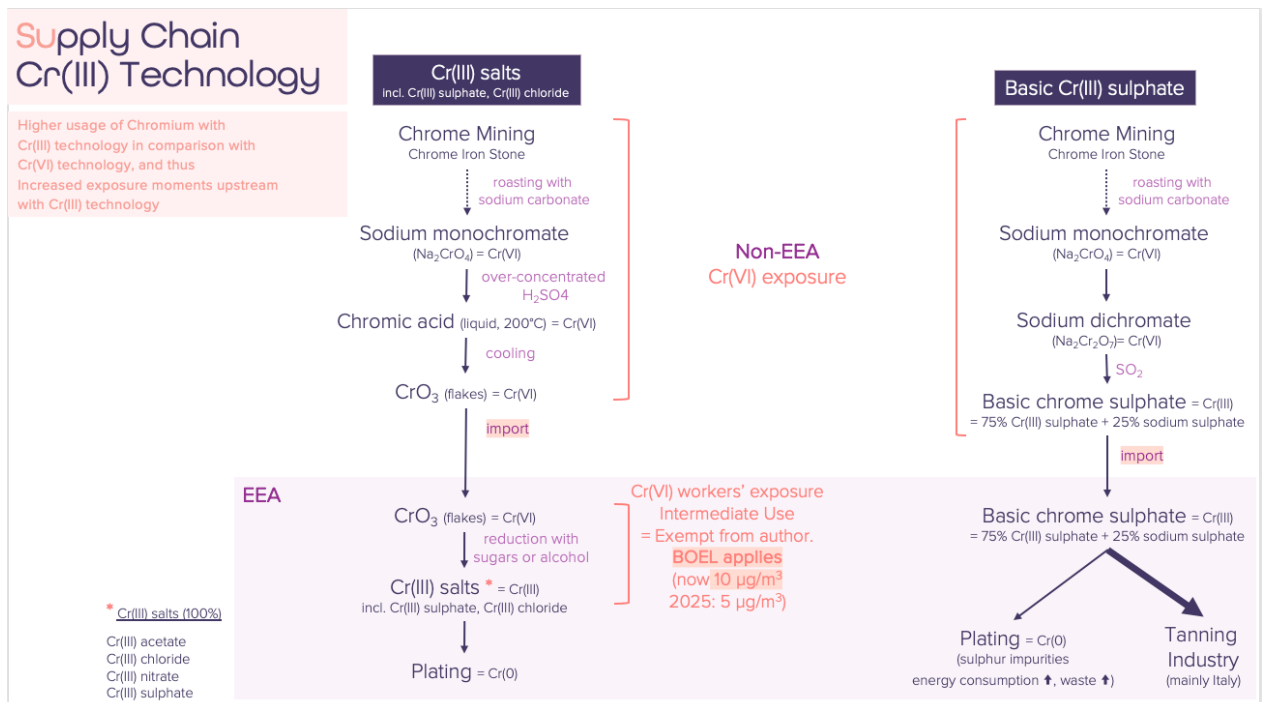 Supply Chain
Cr(III) Technology
Higher usage of Chromium with
Cr(III) technology in comparison with
Cr(VI) technology, and thus
Increased exposure moments upstream
with Cr(III) technology
Cr(III) salts
incl. Cr(III) sulphate, Cr(III) chloride
Chrome Mining
Chrome Iron Stone
roasting with
sodium carbonate
Sodium monochromate
(Na₂CrO₄) = Cr(VI)
over-concentrated
H₂SO4
Chromic acid (liquid, 200°C) = Cr(VI)
cooling
CrO₃ (flakes) = Cr(VI)
import
Non-EEA
Cr(VI) exposure
Basic Cr(III) sulphate
Chrome Mining
Chrome Iron Stone
roasting with
sodium carbonate
Sodium monochromate
(Na₂CrO₄) = Cr(VI)
Sodium dichromate
(Na₂Cr₂O₇)= Cr(VI)
SO₂
Basic chrome sulphate = Cr(III)
= 75% Cr(III) sulphate + 25% sodium sulphate
import
EEA
CrO₃ (flakes) = Cr(VI)
reduction with
sugars or alcohol
Cr(III) salts * = Cr(III)
incl. Cr(III) sulphate, Cr(III) chloride
Plating = Cr(0)
Cr(VI) workers' exposure
Intermediate Use
= Exempt from author.
BOEL applies
(now 10 µg/m³
2025: 5 µg/m³)
Basic chrome sulphate = Cr(III)
= 75% Cr(III) sulphate + 25% sodium sulphate
Plating = Cr(0)
(sulphur impurities
energy consumption ⬆, waste ⬆)
Tanning
Industry
(mainly Italy)
* Cr(III) salts (100%)
Cr(III) acetate
Cr(III) chloride
Cr(III) nitrate
Cr(III) sulphate